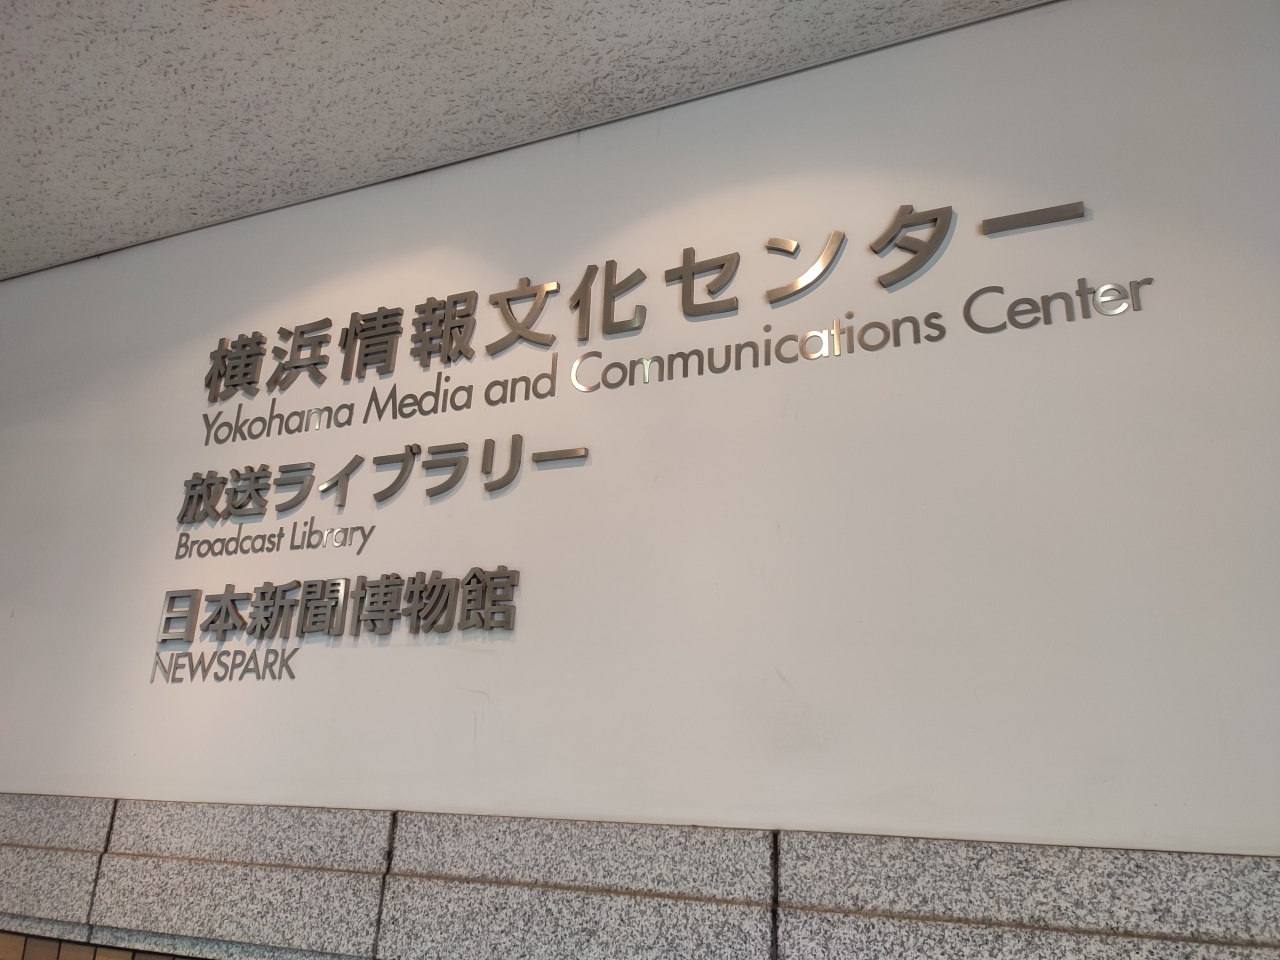 横浜情報文化センター
Yokohama Media and Communications Center
放送ライブラリー
Broadcast Library
日本新聞博物館
NEWSPARK